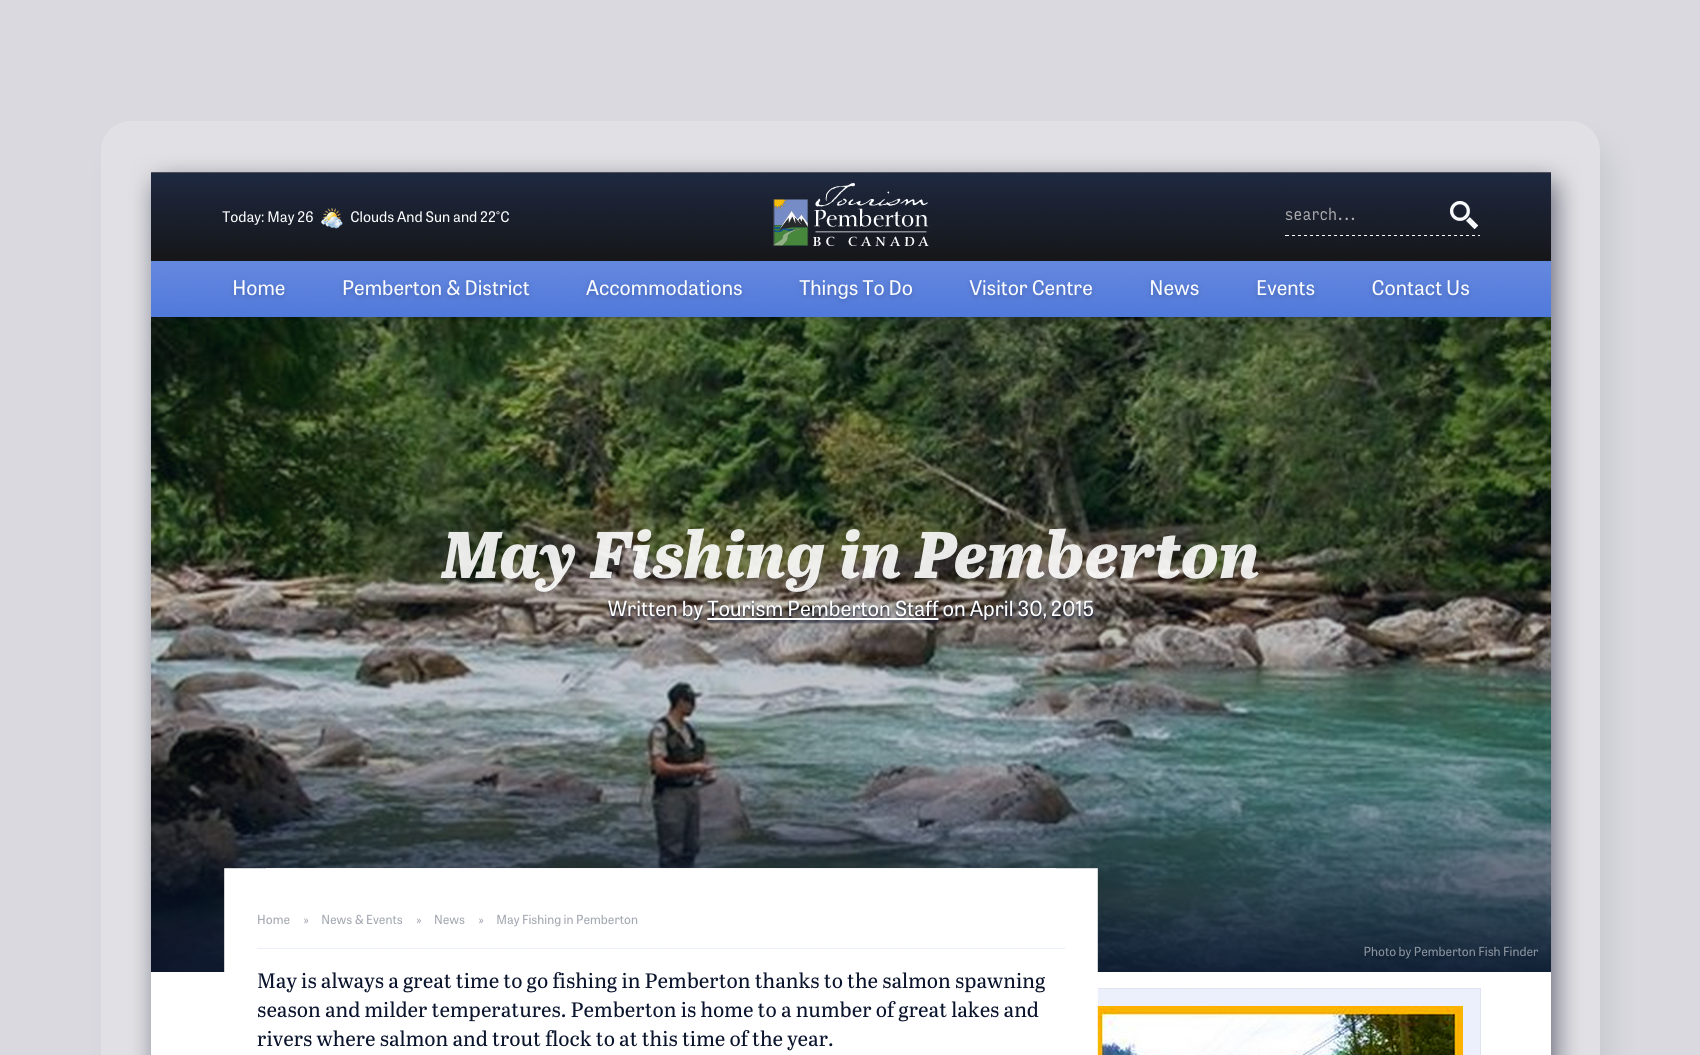 Today: May 26 Clouds And Sun and 22°C
Tourism
Pemberton
BC CANADA
search...
Home Pemberton & District Accommodations Things To Do Visitor Centre News Events Contact Us
May Fishing in Pemberton
Written by Tourism Pemberton Staff on April 30, 2015
Home » News & Events » News » May Fishing in Pemberton
Photo by Pemberton Fish Finder
May is always a great time to go fishing in Pemberton thanks to the salmon spawning
season and milder temperatures. Pemberton is home to a number of great lakes and
rivers where salmon and trout flock to at this time of the year.